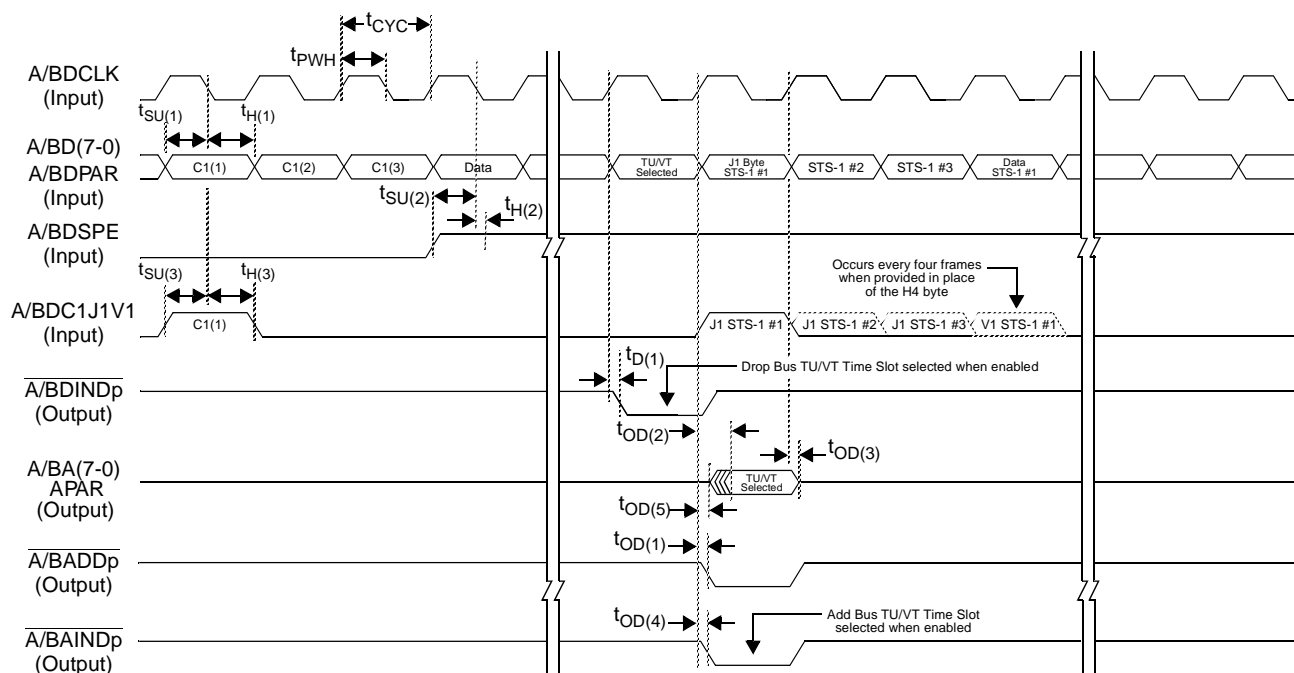 tCYC
tPWH
A/BDCLK
(Input)
tSU(1)
tH(1)
A/BD(7-0)
A/BDPAR
(Input)
C1(1)
C1(2)
C1(3)
Data
TU/VT
Selected
J1 Byte
STS-1 #1
STS-1 #2
STS-1 #3
Data
STS-1 #1
tSU(2)
tH(2)
A/BDSPE
(Input)
tSU(3)
tH(3)
Occurs every four frames
when provided in place
of the H4 byte
A/BDC1J1V1
(Input)
C1(1)
J1 STS-1 #1
J1 STS-1 #2
J1 STS-1 #3
V1 STS-1 #1
tD(1)
Drop Bus TU/VT Time Slot selected when enabled
A/BDINDp
(Output)
tOD(2)
tOD(3)
A/BA(7-0)
APAR
(Output)
TU/VT
Selected
tOD(5)
tOD(1)
A/BADDp
(Output)
tOD(4)
Add Bus TU/VT Time Slot
selected when enabled
A/BAINDp
(Output)